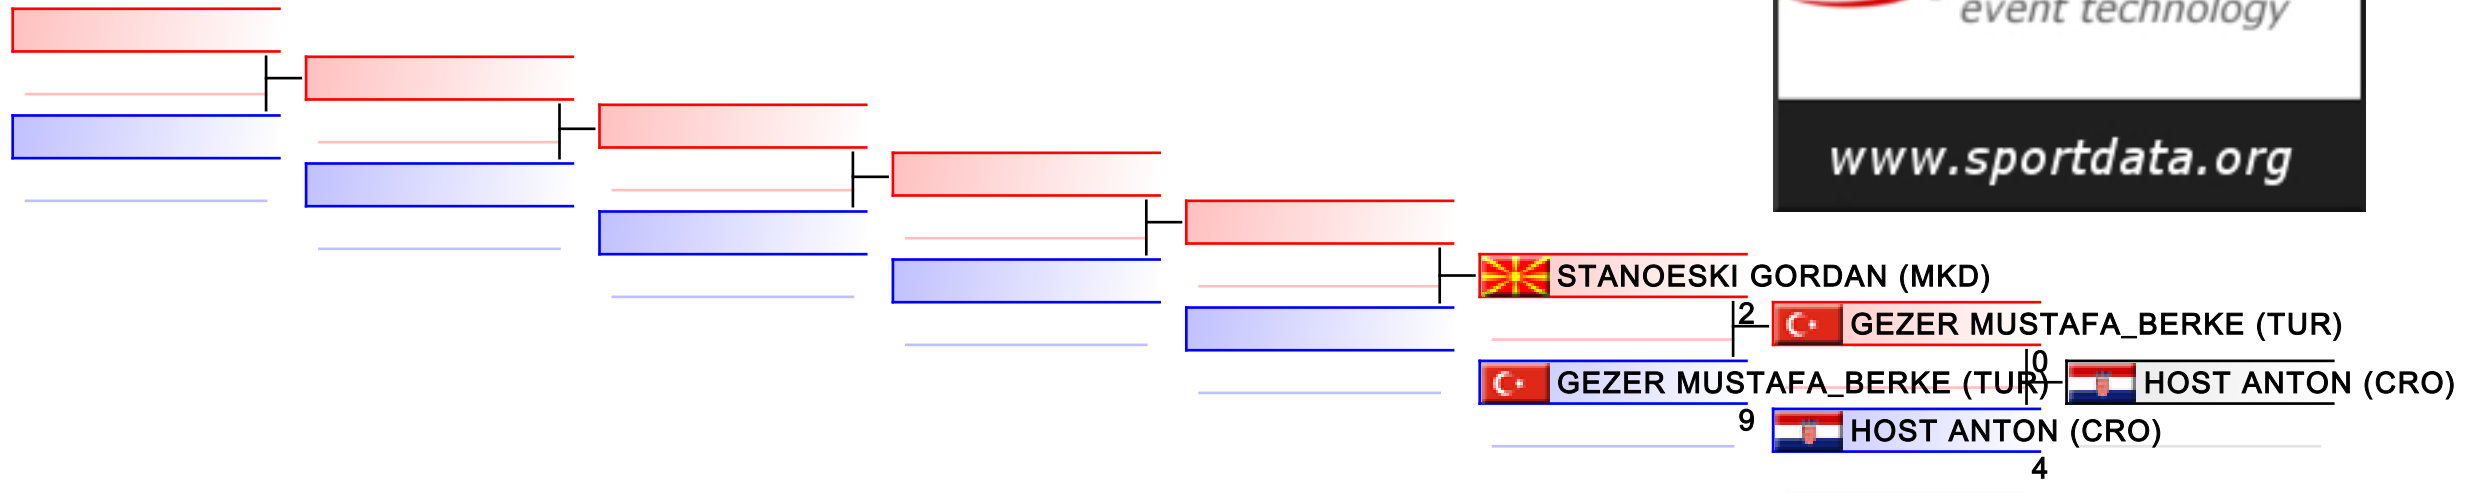 event technology
www.sportdata.org
STANOESKI GORDAN (MKD)
2
GEZER MUSTAFA_BERKE (TUR)
0
GEZER MUSTAFA_BERKE (TUR)
HOST ANTON (CRO)
9
HOST ANTON (CRO)
4